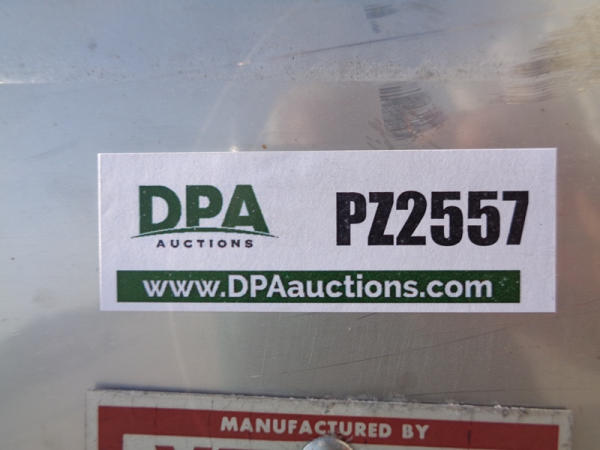 DPA
AUCTIONS
PZ2557
www.DPAauctions.com
MANUFACTURED BY